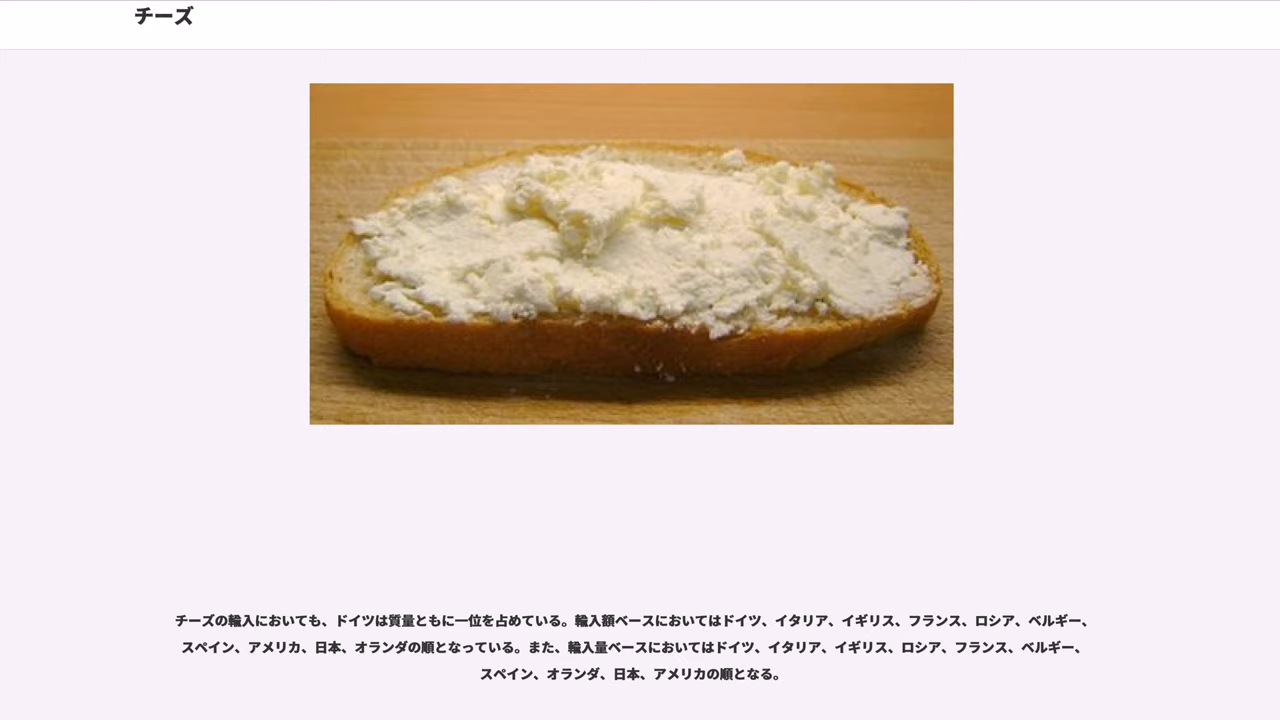 チーズ
チーズの輸入においても、ドイツは質量ともに一位を占めている。輸入額ベースにおいてはドイツ、イタリア、イギリス、フランス、ロシア、ベルギー、
スペイン、アメリカ、日本、オランダの順となっている。また、輸入量ベースにおいてはドイツ、イタリア、イギリス、ロシア、フランス、ベルギー、
スペイン、オランダ、日本、アメリカの順となる。